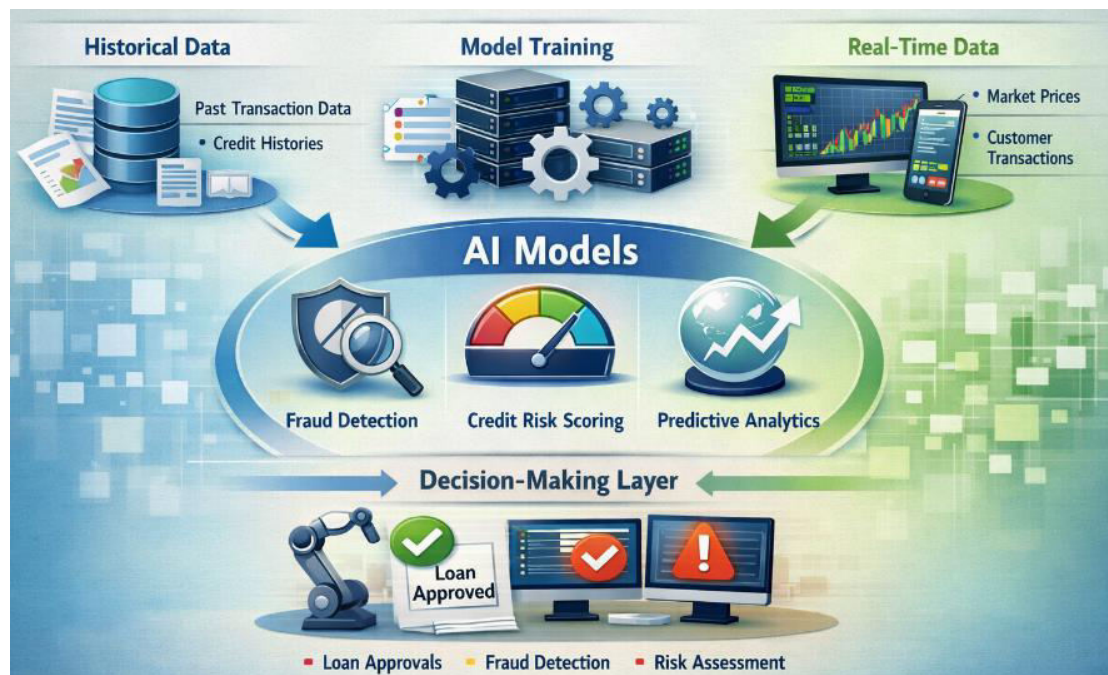 Historical Data
Past Transaction Data
• Credit Histories
Model Training
Real-Time Data
• Market Prices
• Customer
Transactions
AI Models
Fraud Detection
Credit Risk Scoring
Predictive Analytics
Decision-Making Layer
Loan
Approved
Loan Approvals
Fraud Detection
Risk Assessment